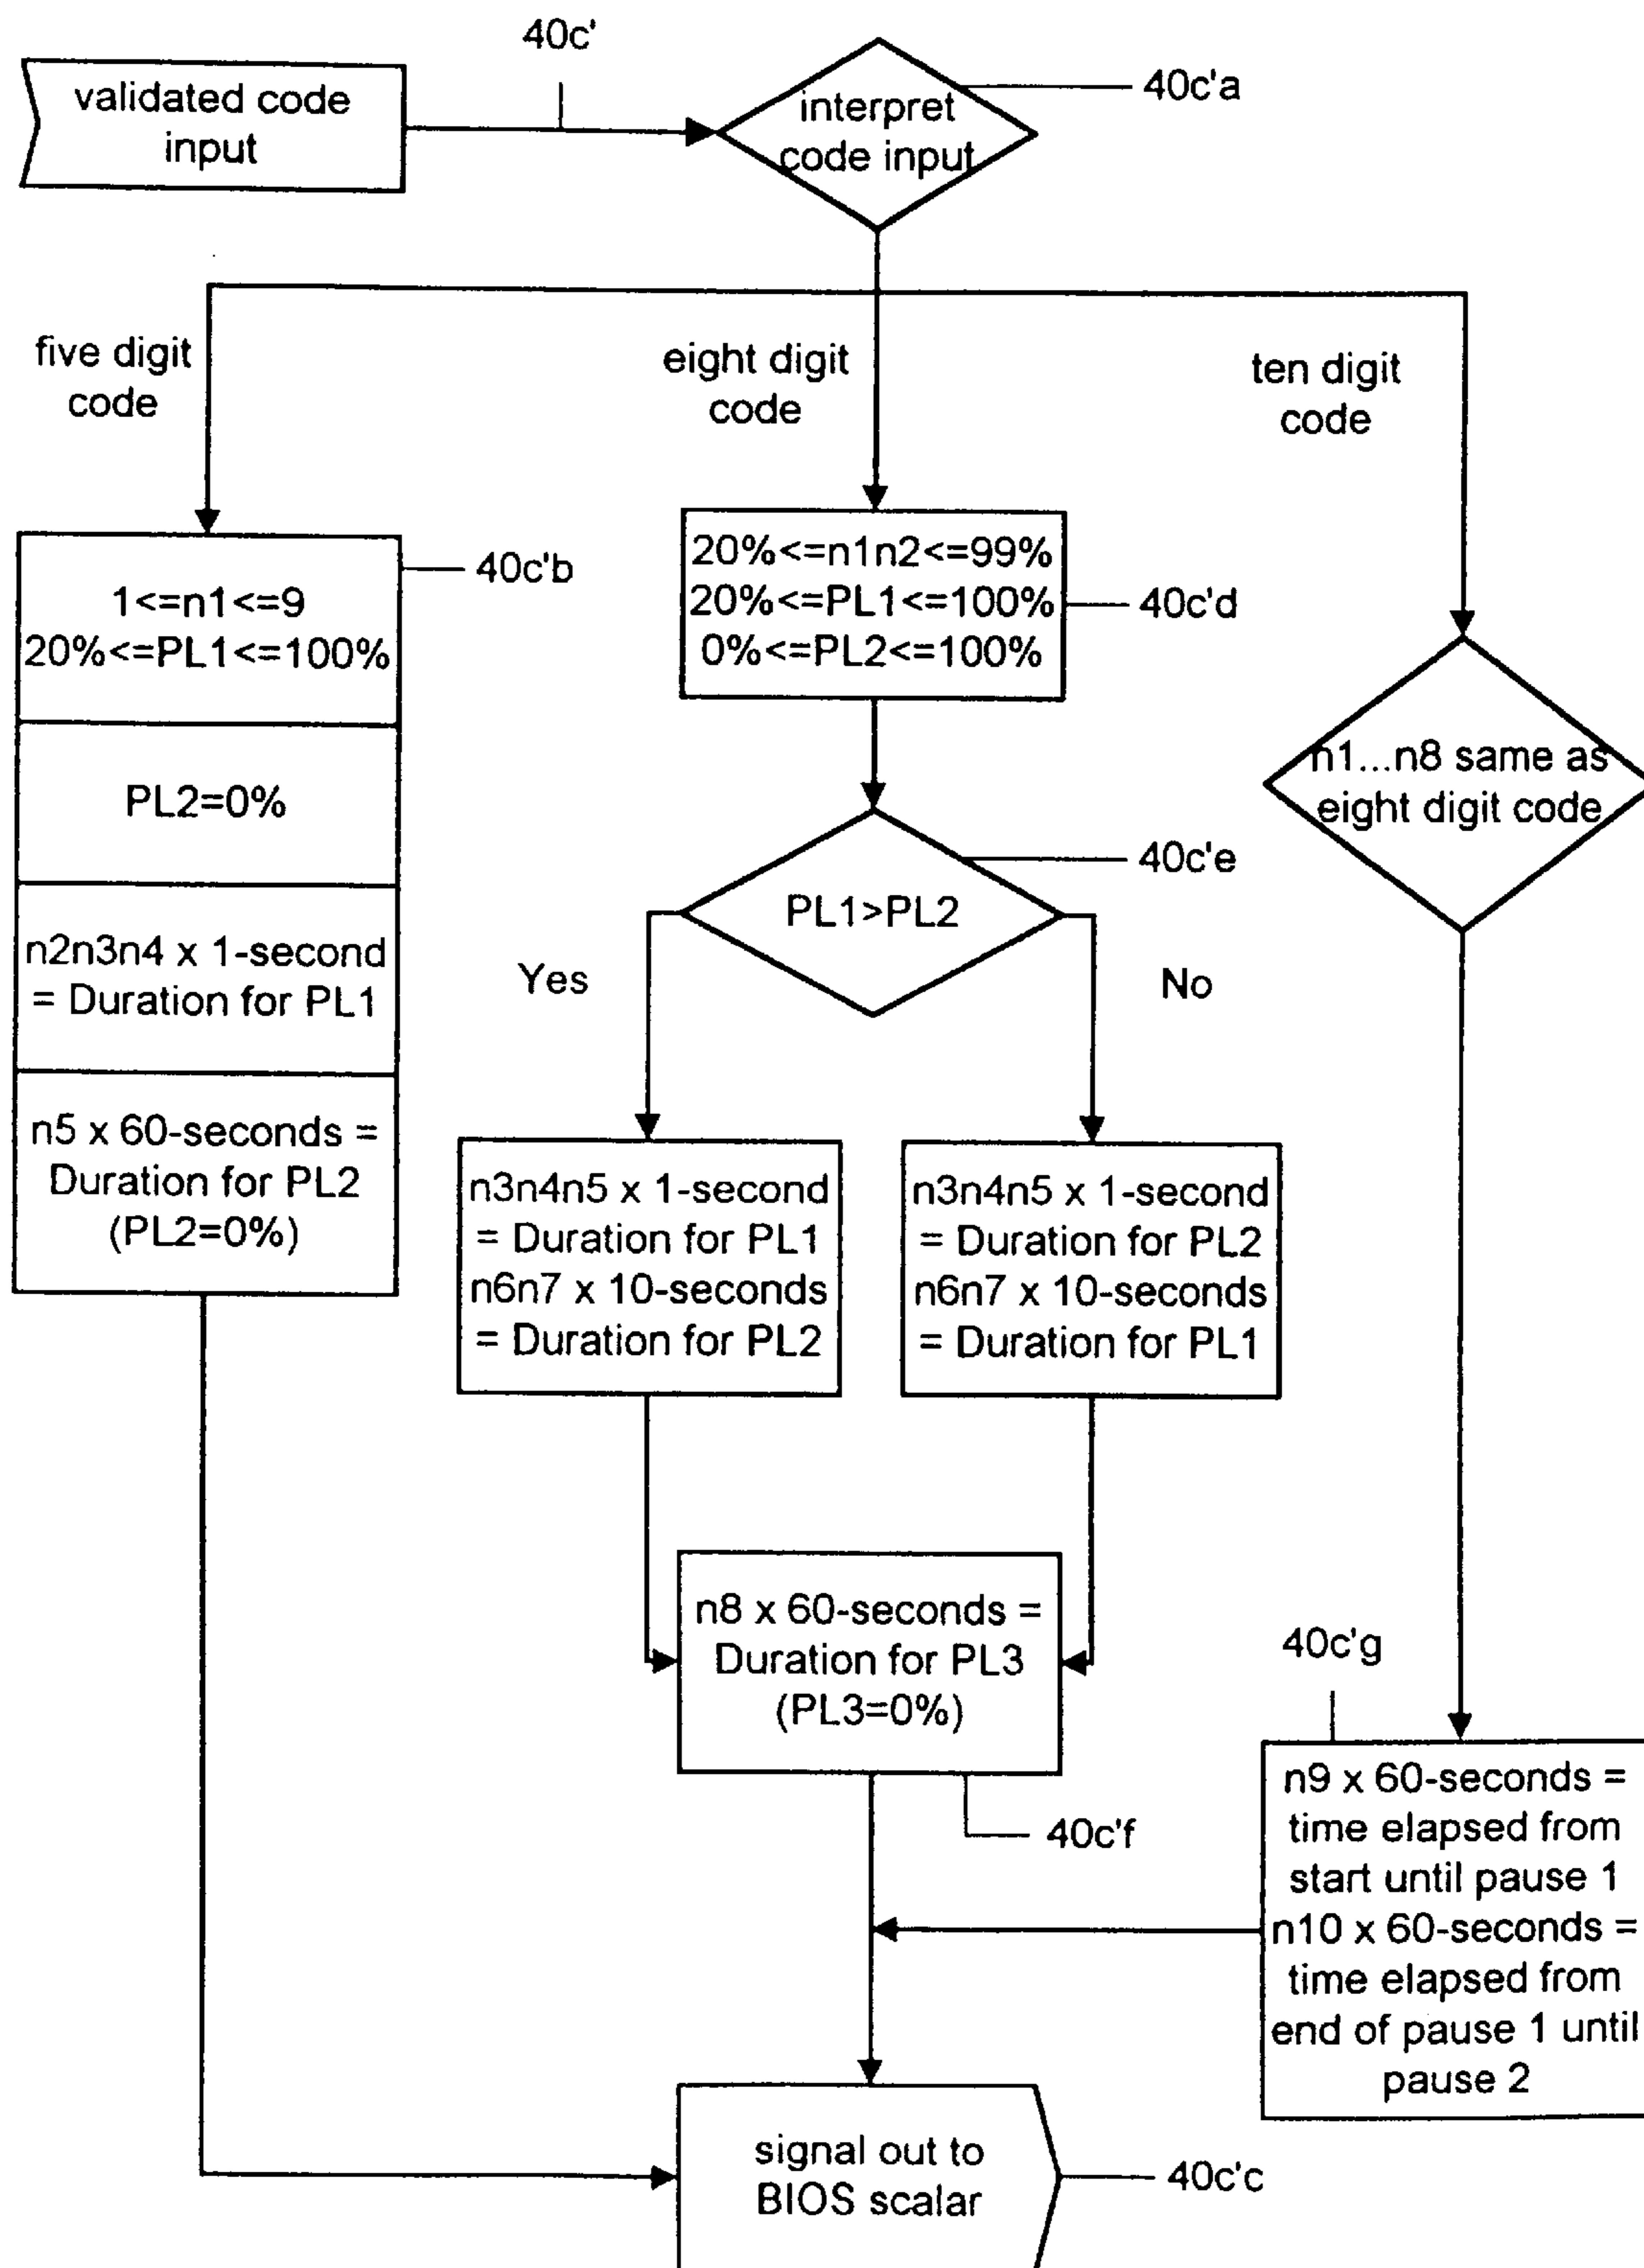 40c'
validated code
input
interpret
code input
40c'a
five digit
code
eight digit
code
ten digit
code
1<=n1<=9
20%<=PL1<=100%
40c'b
PL2=0%
n2n3n4 x 1-second
= Duration for PL1
n5 x 60-seconds =
Duration for PL2
(PL2=0%)
20%<=n1n2<=99%
20%<=PL1<=100%
0%<=PL2<=100%
40c'd
PL1>PL2
40c'e
Yes
No
n3n4n5 x 1-second
= Duration for PL1
n6n7 x 10-seconds
= Duration for PL2
n3n4n5 x 1-second
= Duration for PL2
n6n7 x 10-seconds
= Duration for PL1
n8 x 60-seconds =
Duration for PL3
(PL3=0%)
40c'f
n1...n8 same as
eight digit code
40c'g
n9 x 60-seconds =
time elapsed from
start until pause 1
n10 x 60-seconds =
time elapsed from
end of pause 1 until
pause 2
signal out to
BIOS scalar
40c'c